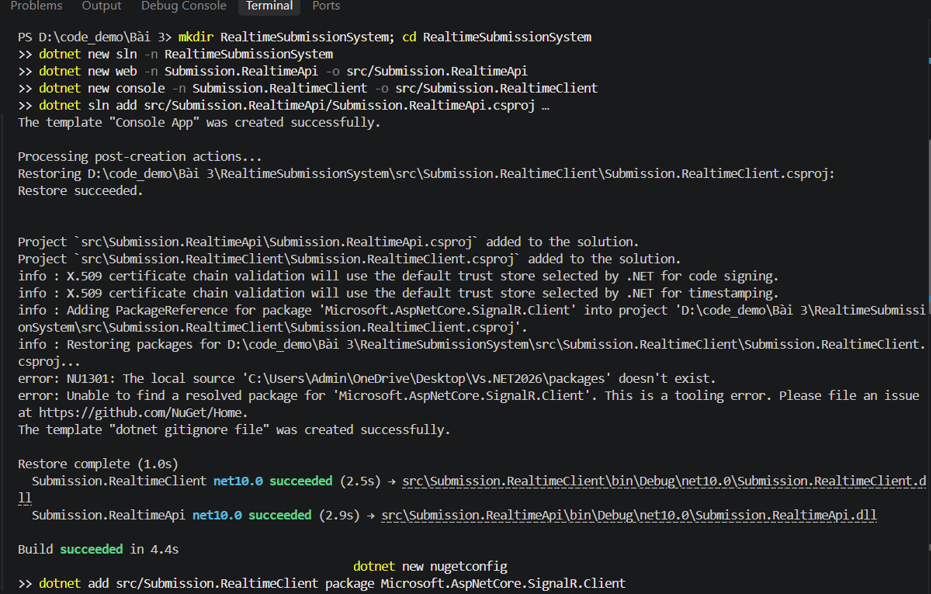 Problems Output Debug Console Terminal Ports
PS D:\code_demo\Bài 3> mkdir RealtimeSubmissionSystem; cd RealtimeSubmissionSystem
>> dotnet new sln -n RealtimeSubmissionSystem
>> dotnet new web -n Submission.RealtimeApi -o src/Submission.RealtimeApi
>> dotnet new console -n Submission.RealtimeClient -o src/Submission.RealtimeClient
>> dotnet sln add src/Submission.RealtimeApi/Submission.RealtimeApi.csproj …
The template "Console App" was created successfully.
Processing post-creation actions...
Restoring D:\code_demo\Bài 3\RealtimeSubmissionSystem\src\Submission.RealtimeClient\Submission.RealtimeClient.csproj:
Restore succeeded.
Project `src\Submission.RealtimeApi\Submission.RealtimeApi.csproj` added to the solution.
Project `src\Submission.RealtimeClient\Submission.RealtimeClient.csproj` added to the solution.
info : X.509 certificate chain validation will use the default trust store selected by .NET for code signing.
info : X.509 certificate chain validation will use the default trust store selected by .NET for timestamping.
info : Adding PackageReference for package 'Microsoft.AspNetCore.SignalR.Client' into project 'D:\code_demo\Bài 3\RealtimeSubmissi
onSystem\src\Submission.RealtimeClient\Submission.RealtimeClient.csproj'.
info : Restoring packages for D:\code_demo\Bài 3\RealtimeSubmissionSystem\src\Submission.RealtimeClient\Submission.RealtimeClient.
csproj...
error: NU1301: The local source 'C:\Users\Admin\OneDrive\Desktop\Vs.NET2026\packages' doesn't exist.
error: Unable to find a resolved package for 'Microsoft.AspNetCore.SignalR.Client'. This is a tooling error. Please file an issue
at https://github.com/NuGet/Home.
The template "dotnet gitignore file" was created successfully.
Restore complete (1.0s)
Submission.RealtimeClient net10.0 succeeded (2.5s) → src\Submission.RealtimeClient\bin\Debug\net10.0\Submission.RealtimeClient.d
ll
Submission.RealtimeApi net10.0 succeeded (2.9s) → src\Submission.RealtimeApi\bin\Debug\net10.0\Submission.RealtimeApi.dll
Build succeeded in 4.4s
dotnet new nugetconfig
>> dotnet add src/Submission.RealtimeClient package Microsoft.AspNetCore.SignalR.Client